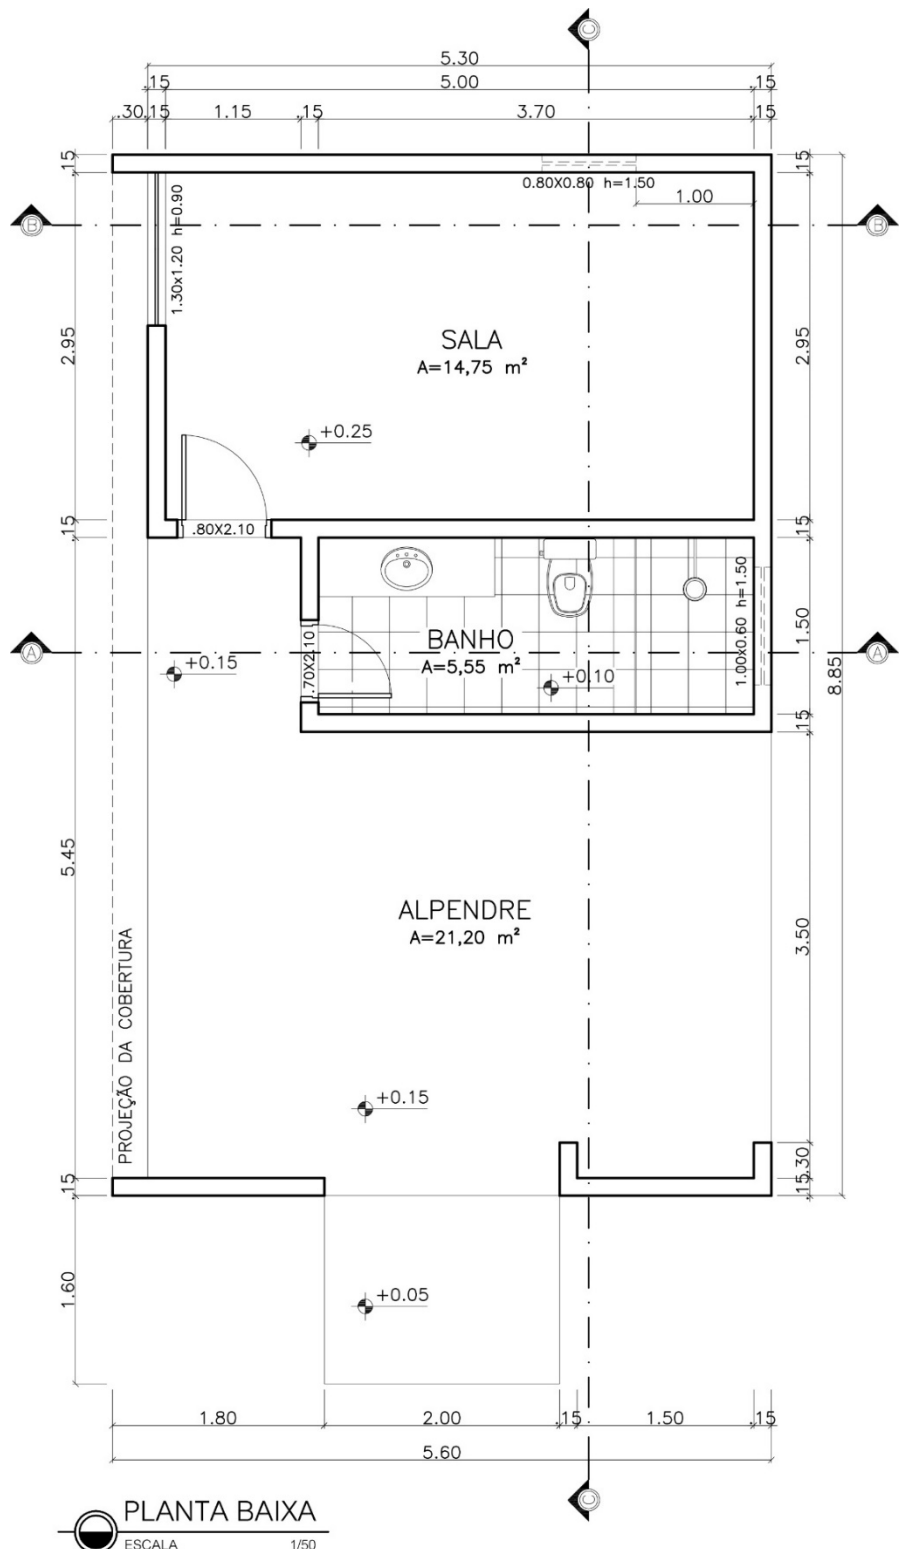 C
5.30
.15 5.00 .15
.30 .15 1.15 .15 3.70 .15
.15
.15
0.80X0.80 h=1.50
1.00
1.30x1.20 h=0.90
B
B
2.95
2.95
SALA
A=14,75 m²
+0.25
.15
.80X2.10
.15
1.00x0.60 h=1.50
1.50
BANHO
A=5,55 m²
.70X2.10
A
A
+0.15
+0.10
8.85
.15
5.45
ALPENDRE
A=21,20 m²
3.50
PROJEÇÃO DA COBERTURA
+0.15
.30
.15
.15
1.60
+0.05
1.80 2.00 .15 1.50 .15
5.60
C
PLANTA BAIXA
ESCALA 1/50